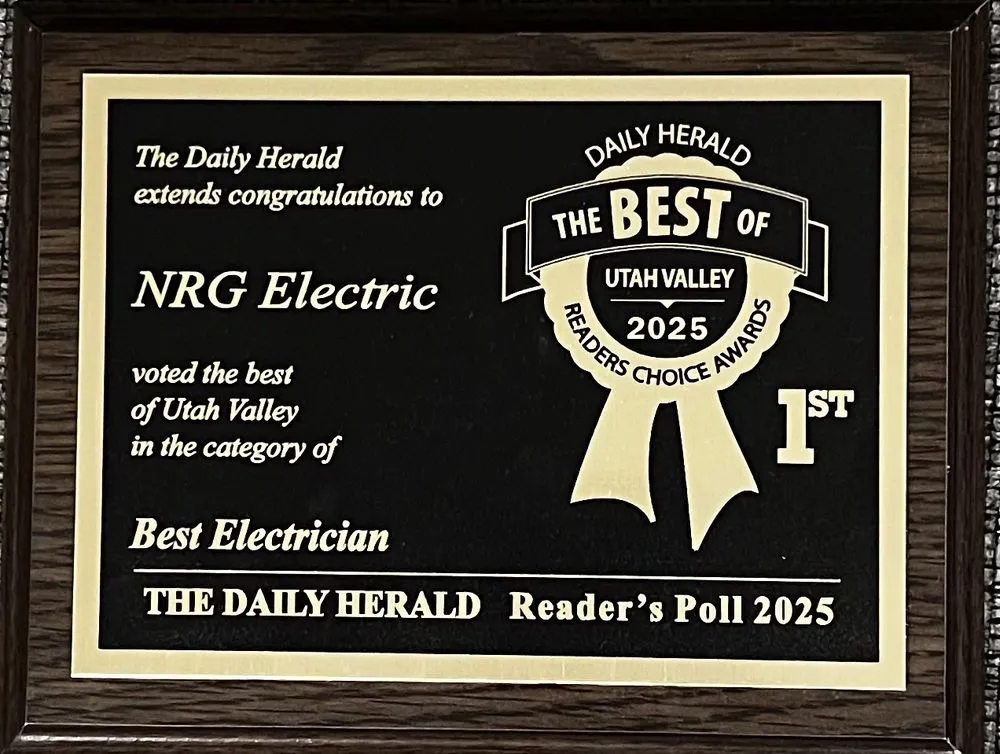 The Daily Herald
extends congratulations to
NRG Electric
voted the best
of Utah Valley
in the category of
Best Electrician
DAILY HERALD
THE BEST OF
UTAH VALLEY
2025
READERS CHOICE AWARDS
1ST
THE DAILY HERALD Reader's Poll 2025